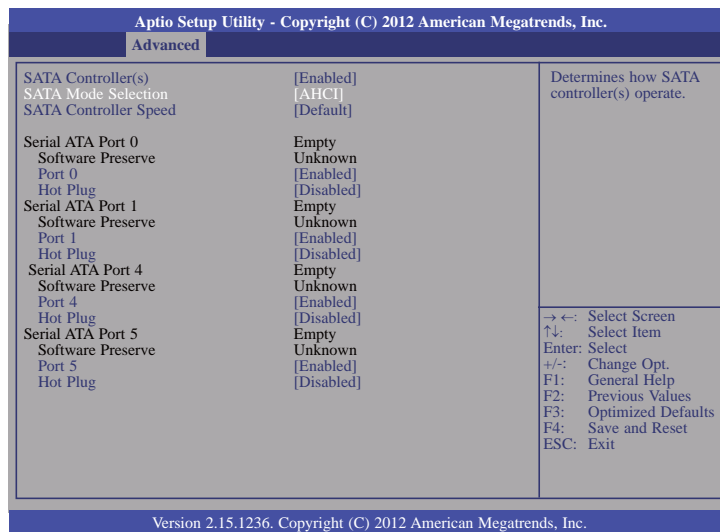 Aptio Setup Utility - Copyright (C) 2012 American Megatrends, Inc.
Advanced
SATA Controller(s) [Enabled]
SATA Mode Selection [AHCI]
SATA Controller Speed [Default]
Serial ATA Port 0 Empty
Software Preserve Unknown
Port 0 [Enabled]
Hot Plug [Disabled]
Serial ATA Port 1 Empty
Software Preserve Unknown
Port 1 [Enabled]
Hot Plug [Disabled]
Serial ATA Port 4 Empty
Software Preserve Unknown
Port 4 [Enabled]
Hot Plug [Disabled]
Serial ATA Port 5 Empty
Software Preserve Unknown
Port 5 [Enabled]
Hot Plug [Disabled]
Determines how SATA
controller(s) operate.
→ ←: Select Screen
↑↓: Select Item
Enter: Select
+/-: Change Opt.
F1: General Help
F2: Previous Values
F3: Optimized Defaults
F4: Save and Reset
ESC: Exit
Version 2.15.1236. Copyright (C) 2012 American Megatrends, Inc.